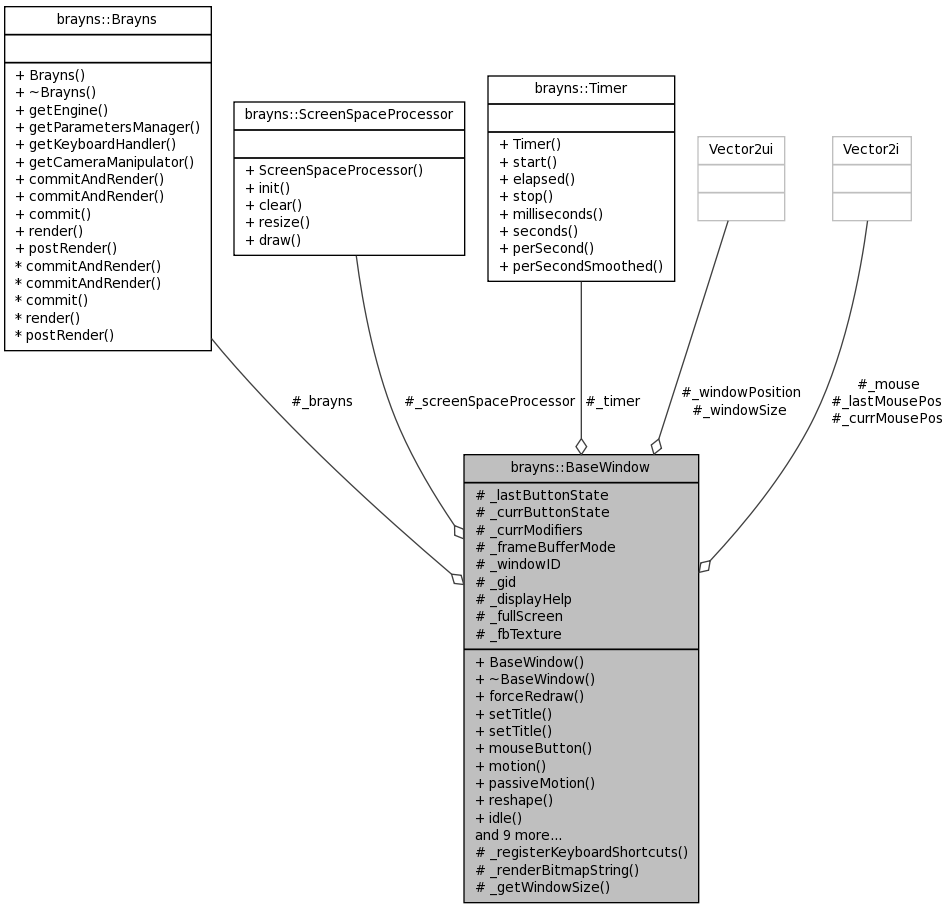 brayns::Brayns
+ Brayns()
+ ~Brayns()
+ getEngine()
+ getParametersManager()
+ getKeyboardHandler()
+ getCameraManipulator()
+ commitAndRender()
+ commitAndRender()
+ commit()
+ render()
+ postRender()
* commitAndRender()
* commitAndRender()
* commit()
* render()
* postRender()
brayns::ScreenSpaceProcessor
+ ScreenSpaceProcessor()
+ init()
+ clear()
+ resize()
+ draw()
brayns::Timer
+ Timer()
+ start()
+ elapsed()
+ stop()
+ milliseconds()
+ seconds()
+ perSecond()
+ perSecondSmoothed()
Vector2ui
Vector2i
#_brayns
#_screenSpaceProcessor
#_timer
#_windowPosition
#_windowSize
#_mouse
#_lastMousePos
#_currMousePos
brayns::BaseWindow
# _lastButtonState
# _currButtonState
# _currModifiers
# _frameBufferMode
# _windowID
# _gid
# _displayHelp
# _fullScreen
# _fbTexture
+ BaseWindow()
+ ~BaseWindow()
+ forceRedraw()
+ setTitle()
+ setTitle()
+ mouseButton()
+ motion()
+ passiveMotion()
+ reshape()
+ idle()
and 9 more...
# _registerKeyboardShortcuts()
# _renderBitmapString()
# _getWindowSize()